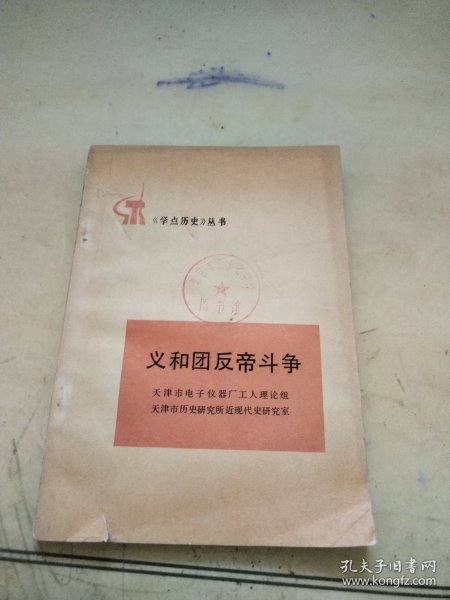 《学点历史》丛书
图书馆
义和团反帝斗争
天津市电子仪器厂工人理论组
天津市历史研究所近现代史研究室
孔夫子旧书网
www.kongfz.com